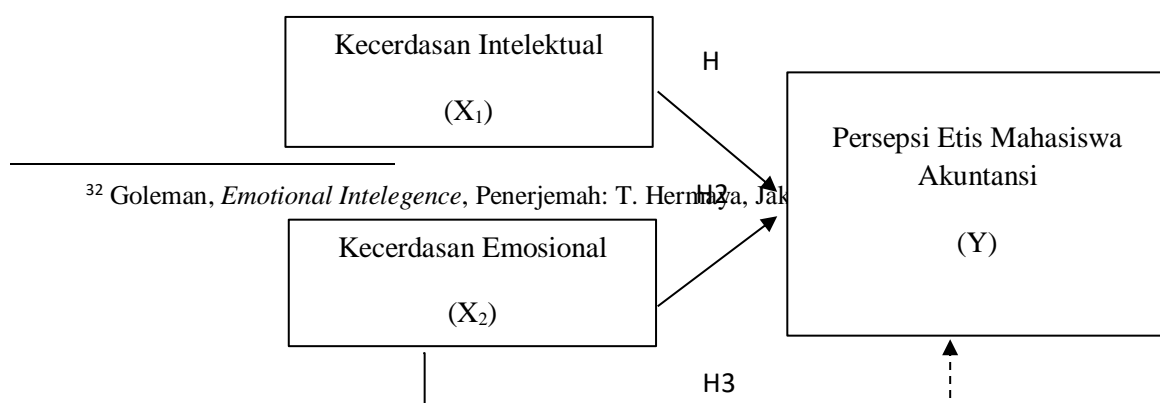 Kecerdasan Intelektual
(X₁)
H
Persepsi Etis Mahasiswa
Akuntansi
(Y)
³² Goleman, Emotional Intelegence, Penerjemah: T. Hermaya, Jak
H2
Kecerdasan Emosional
(X₂)
H3